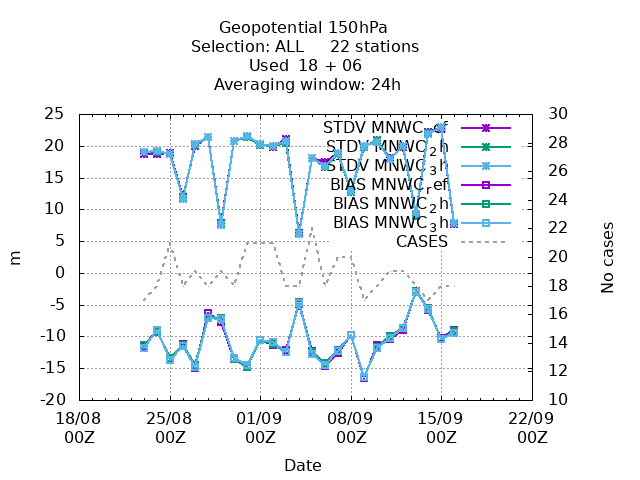 Geopotential 150hPa
Selection: ALL 22 stations
Used 18 + 06
Averaging window: 24h
25 30
20 28
15 26
10 24
5 22
0 20
-5 18
-10 16
-15 14
-20 12
10
m
No cases
STDV MNWC_ref
STDV MNWC_2h
STDV MNWC_3h
BIAS MNWC_ref
BIAS MNWC_2h
BIAS MNWC_3h
CASES
18/08 25/08 01/09 08/09 15/09 22/09
00Z 00Z 00Z 00Z 00Z 00Z
Date